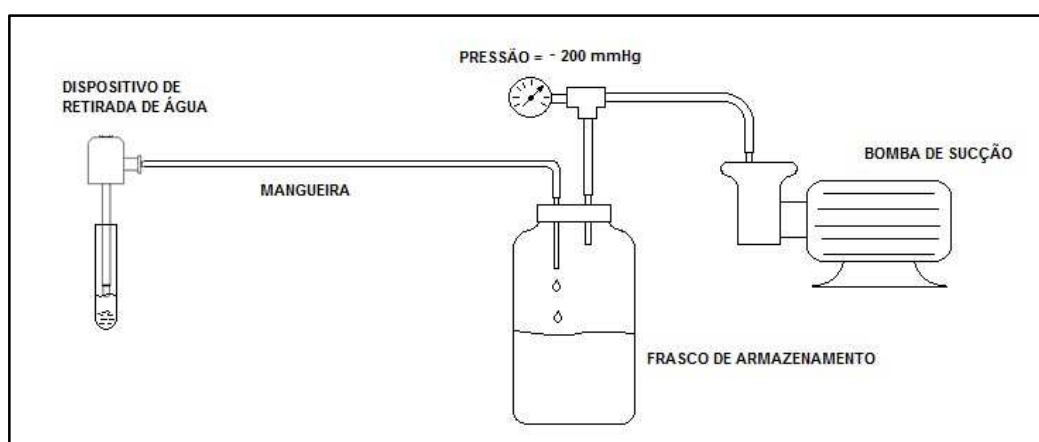 PRESSÃO = - 200 mmHg
DISPOSITIVO DE
RETIRADA DE ÁGUA
BOMBA DE SUCÇÃO
MANGUEIRA
FRASCO DE ARMAZENAMENTO